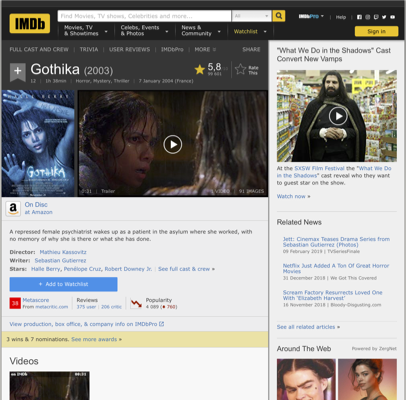 IMDb
Find Movies, TV shows, Celebrities and more...
All
IMDbPro
Help
Movies, TV
& Showtimes
Celebs, Events
& Photos
News &
Community
Watchlist
Sign in
FULL CAST AND CREW | TRIVIA | USER REVIEWS | IMDbPro | MORE
SHARE
Gothika (2003)
1h 38min | Horror, Mystery, Thriller | 7 January 2004 (France)
5,8
Rate
This
HALLE BERRY
GOTHIKA
Trailer
VIDEO
91 IMAGES
On Disc
at Amazon
A repressed female psychiatrist wakes up as a patient in the asylum where she worked, with
no memory of why she is there or what she has done.
Director: Mathieu Kassovitz
Writer: Sebastian Gutierrez
Stars: Halle Berry, Penélope Cruz, Robert Downey Jr. | See full cast & crew »
+ Add to Watchlist
38
Metascore
From metacritic.com
Reviews
375 user | 206 critic
Popularity
4 089 (▼ 760)
View production, box office, & company info on IMDbPro
3 wins & 7 nominations. See more awards »
Videos
"What We Do in the Shadows" Cast
Convert New Vamps
At the SXSW Film Festival the "What We Do
in the Shadows" cast reveal who they
want to guest star on the show.
Watch now »
Related News
Jett: Cinemax Teases Drama Series from
Sebastian Gutierrez (Photos)
03 May 2019 | TVSeriesFinale
Netflix Just Added A Ton Of Great Horror
Movies
31 December 2018 | We Got This Covered
Scream Factory Resurrects Loved One
With 'Elizabeth Harvest'
16 November 2018 | Bloody-Disgusting.com
See all related articles »
Around The Web
Powered by ZergNet